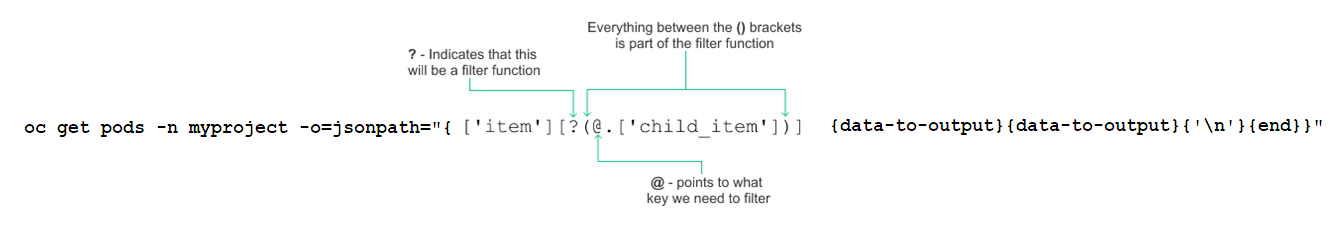 Everything between the () brackets
is part of the filter function
? - Indicates that this
will be a filter function
oc get pods -n myproject -o=jsonpath="{ ['item'][?(@.['child_item'])] {data-to-output}{data-to-output}{'\n'}{end}}"
@ - points to what
key we need to filter